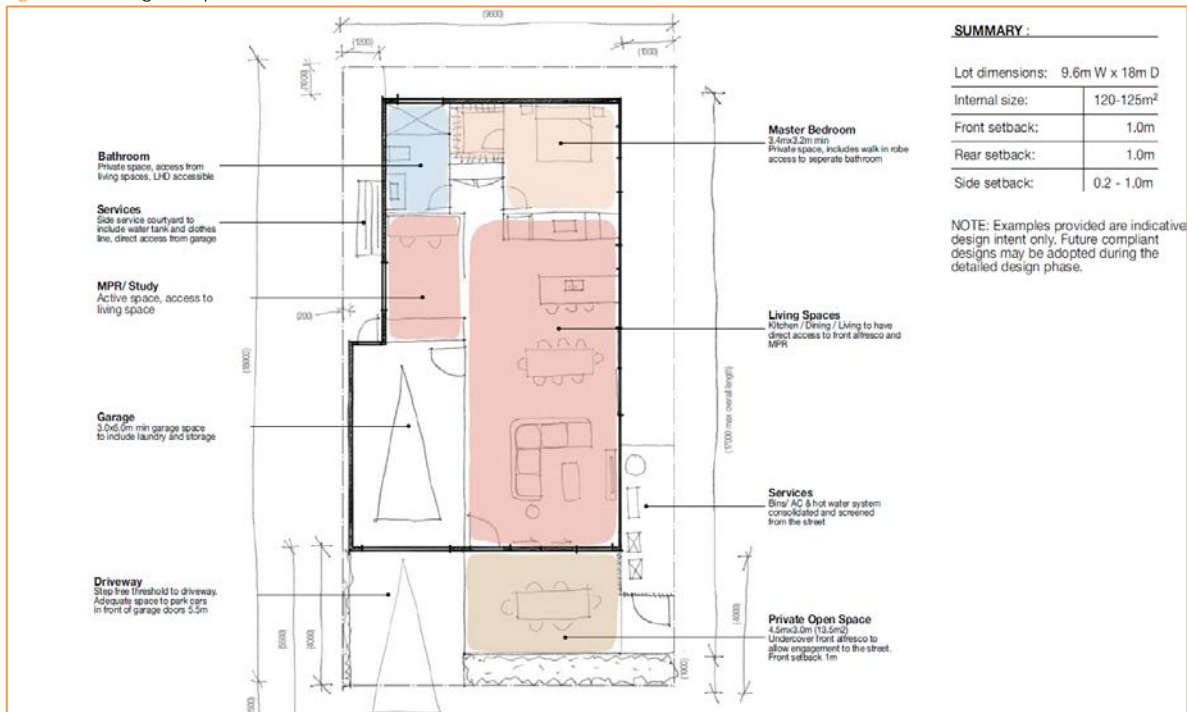 (9600)
(1200)
(1000)
(1000)
SUMMARY :
Lot dimensions: 9.6m W x 18m D
Internal size: 120-125m²
Front setback: 1.0m
Rear setback: 1.0m
Side setback: 0.2 - 1.0m
NOTE: Examples provided are indicative
design intent only. Future compliant
designs may be adopted during the
detailed design phase.
Bathroom
Private space, access from
living spaces, LHD accessible
Services
Side service courtyard to
include water tank and clothes
line, direct access from garage
MPR/ Study
Active space, access to
living space
(200)
(18000)
Garage
3.0x6.0m min garage space
to include laundry and storage
Driveway
Step free threshold to driveway.
Adequate space to park cars
in front of garage doors 5.5m
(5500)
(4000)
Master Bedroom
3.4mx3.2m min
Private space, includes walk in robe
access to seperate bathroom
Living Spaces
Kitchen / Dining / Living to have
direct access to front alfresco and
MPR
(17000 max overall length)
Services
Bins/ AC & hot water system
consolidated and screened
from the street
(4000)
Private Open Space
4.5mx3.0m (13.5m2)
Undercover front alfresco to
allow engagement to the street.
Front setback 1m
(1000)